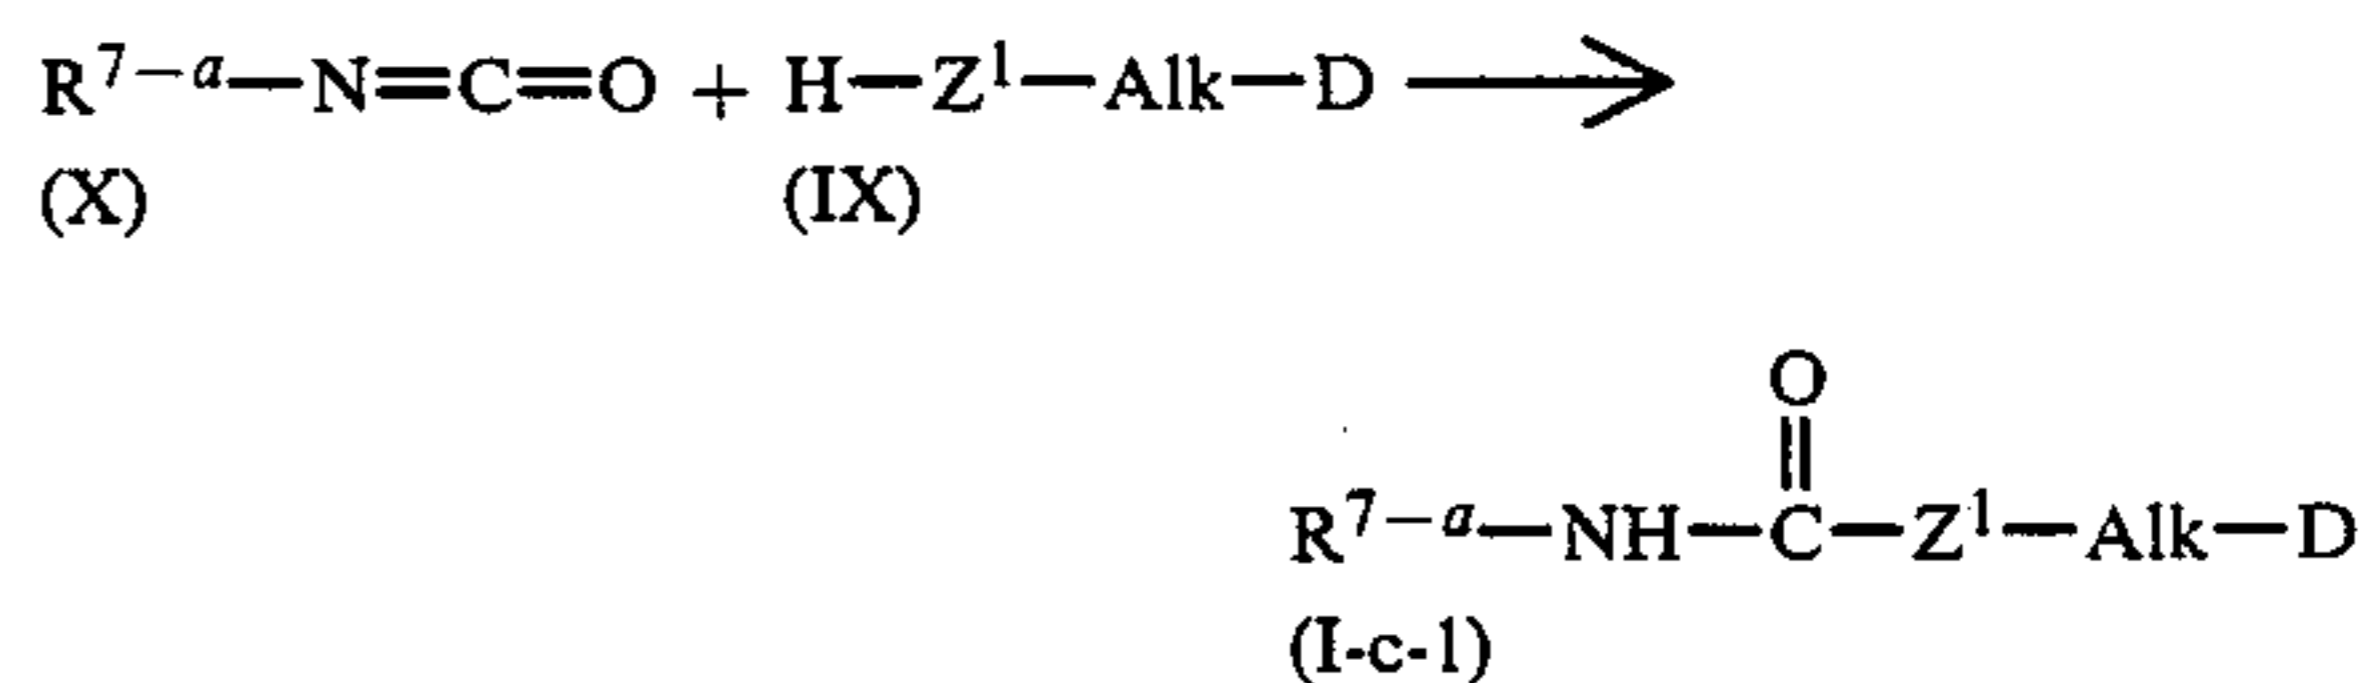 R⁷⁻ᵃ—N=C=O + H—Z¹—Alk—D ⟶
(X) (IX)
O
‖
R⁷⁻ᵃ—NH—C—Z¹—Alk—D
(I-c-1)